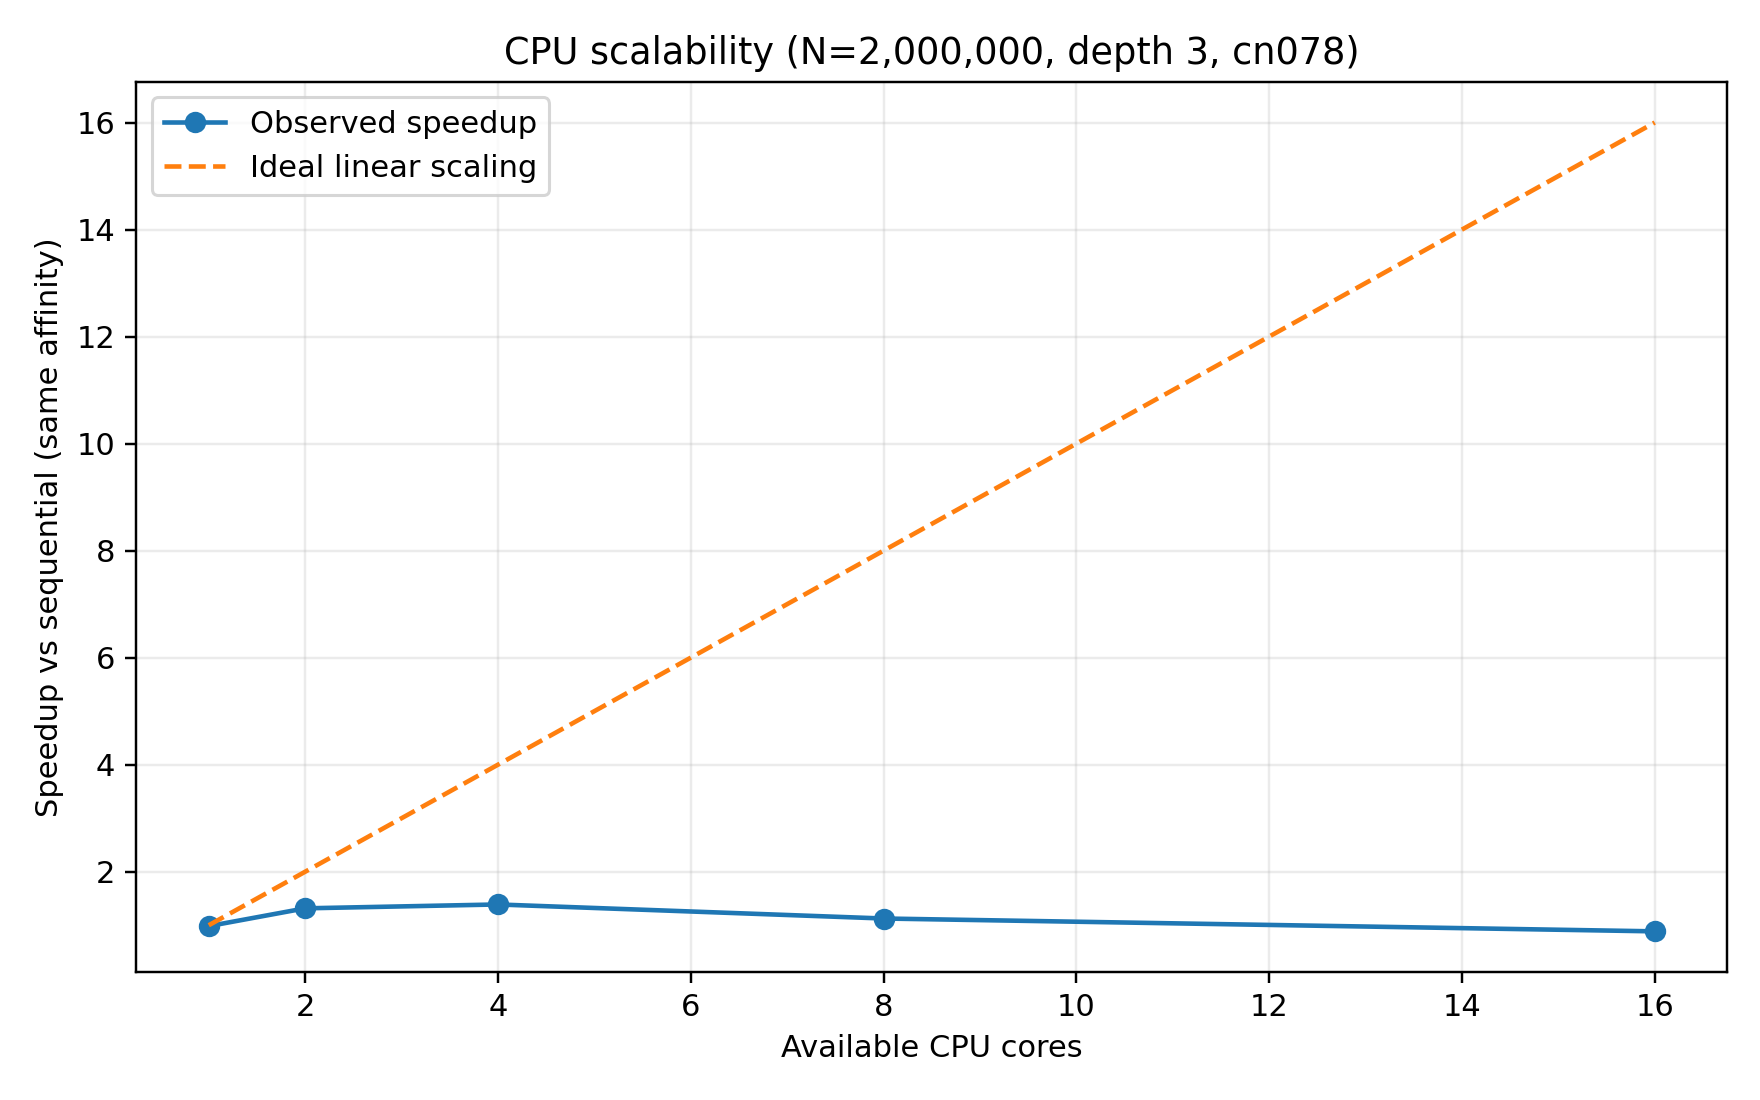 CPU scalability (N=2,000,000, depth 3, cn078)
Observed speedup
Ideal linear scaling
Speedup vs sequential (same affinity)
16
14
12
10
8
6
4
2
2 4 6 8 10 12 14 16
Available CPU cores